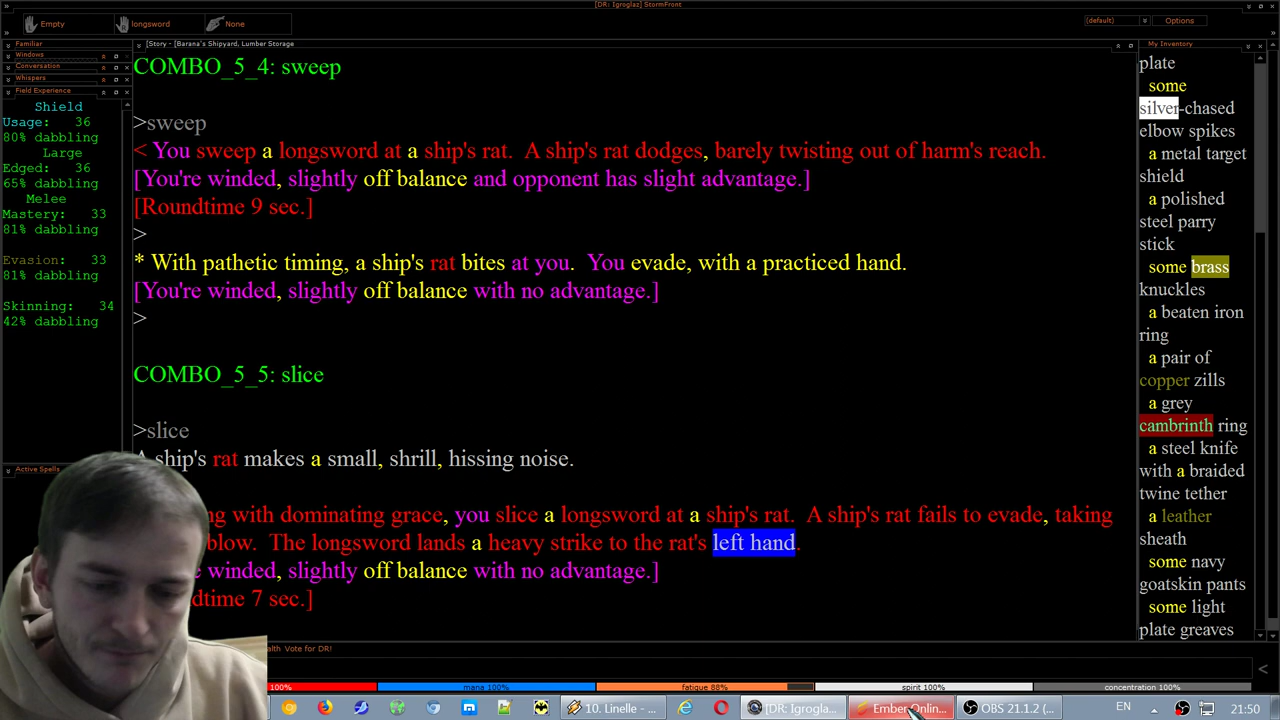 [DR: Igroglaz] StormFront
Empty
longsword
None
(default)
Options
Familiar
Windows
Conversation
Whispers
Field Experience
Shield
Usage: 36
80% dabbling
Large
Edged: 36
65% dabbling
Melee
Mastery: 33
81% dabbling
Evasion: 33
81% dabbling
Skinning: 34
42% dabbling
Active Spells
[Story - [Barana's Shipyard, Lumber Storage
COMBO_5_4: sweep
>sweep
< You sweep a longsword at a ship's rat. A ship's rat dodges, barely twisting out of harm's reach.
[You're winded, slightly off balance and opponent has slight advantage.]
[Roundtime 9 sec.]
>
* With pathetic timing, a ship's rat bites at you. You evade, with a practiced hand.
[You're winded, slightly off balance with no advantage.]
>
COMBO_5_5: slice
>slice
A ship's rat makes a small, shrill, hissing noise.
ng with dominating grace, you slice a longsword at a ship's rat. A ship's rat fails to evade, taking
blow. The longsword lands a heavy strike to the rat's left hand.
winded, slightly off balance with no advantage.]
dtime 7 sec.]
My Inventory
plate
some
silver-chased
elbow spikes
a metal target
shield
a polished
steel parry
stick
some brass
knuckles
a beaten iron
ring
a pair of
copper zills
a grey
cambrinth ring
a steel knife
with a braided
twine tether
a leather
sheath
some navy
goatskin pants
some light
plate greaves
alth Vote for DR!
100%
mana 100%
fatigue 88%
spirit 100%
concentration 100%
10. Linelle - ...
[DR: Igrogla...
Ember Onlin...
OBS 21.1.2 (...
EN
21:50